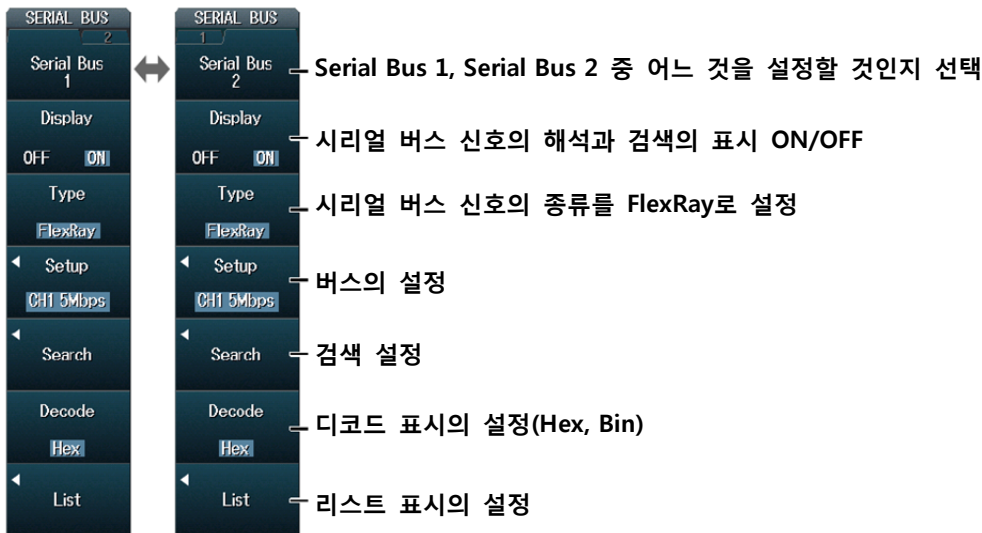 SERIAL BUS
2
Serial Bus
1
Display
OFF ON
Type
FlexRay
Setup
CH1 5Mbps
Search
Decode
Hex
List
SERIAL BUS
1
Serial Bus
2
Display
OFF ON
Type
FlexRay
Setup
CH1 5Mbps
Search
Decode
Hex
List
Serial Bus 1, Serial Bus 2 중 어느 것을 설정할 것인지 선택
시리얼 버스 신호의 해석과 검색의 표시 ON/OFF
시리얼 버스 신호의 종류를 FlexRay로 설정
버스의 설정
검색 설정
디코드 표시의 설정(Hex, Bin)
리스트 표시의 설정